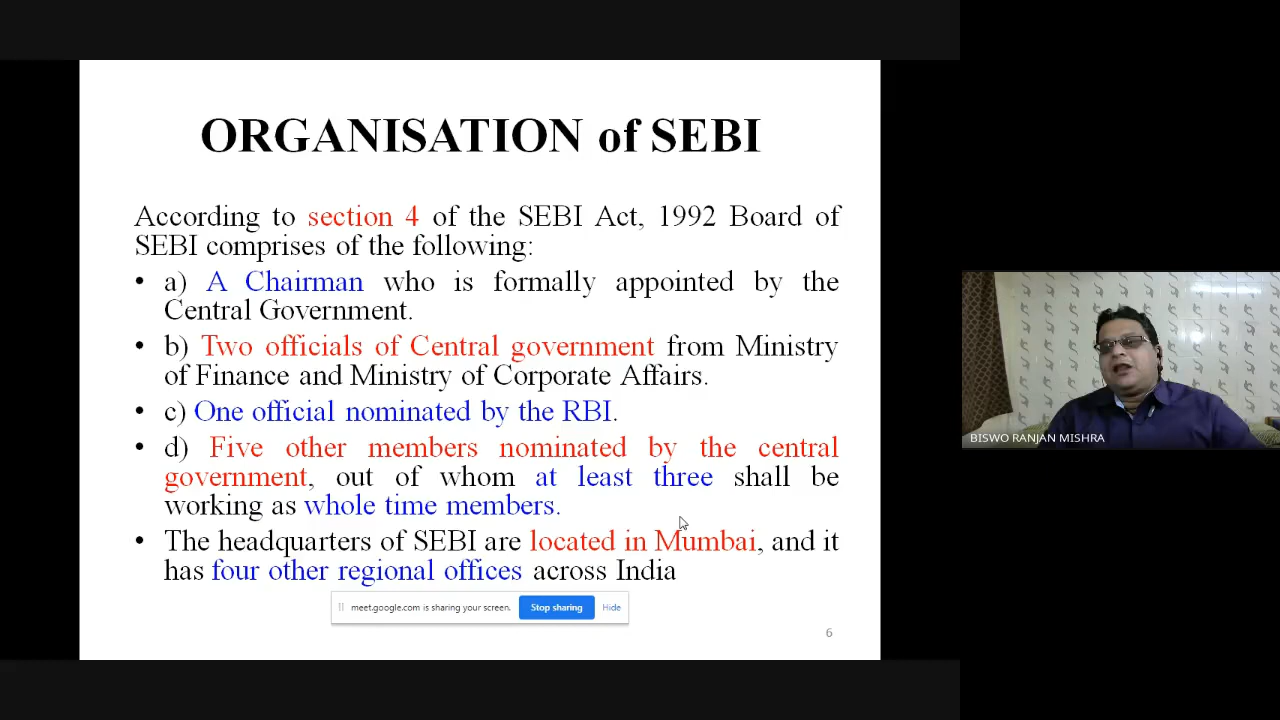 ORGANISATION of SEBI
According to section 4 of the SEBI Act, 1992 Board of
SEBI comprises of the following:
• a) A Chairman who is formally appointed by the
Central Government.
• b) Two officials of Central government from Ministry
of Finance and Ministry of Corporate Affairs.
• c) One official nominated by the RBI.
• d) Five other members nominated by the central
government, out of whom at least three shall be
working as whole time members.
• The headquarters of SEBI are located in Mumbai, and it
has four other regional offices across India
meet.google.com is sharing your screen. Stop sharing Hide
6
BISWO RANJAN MISHRA